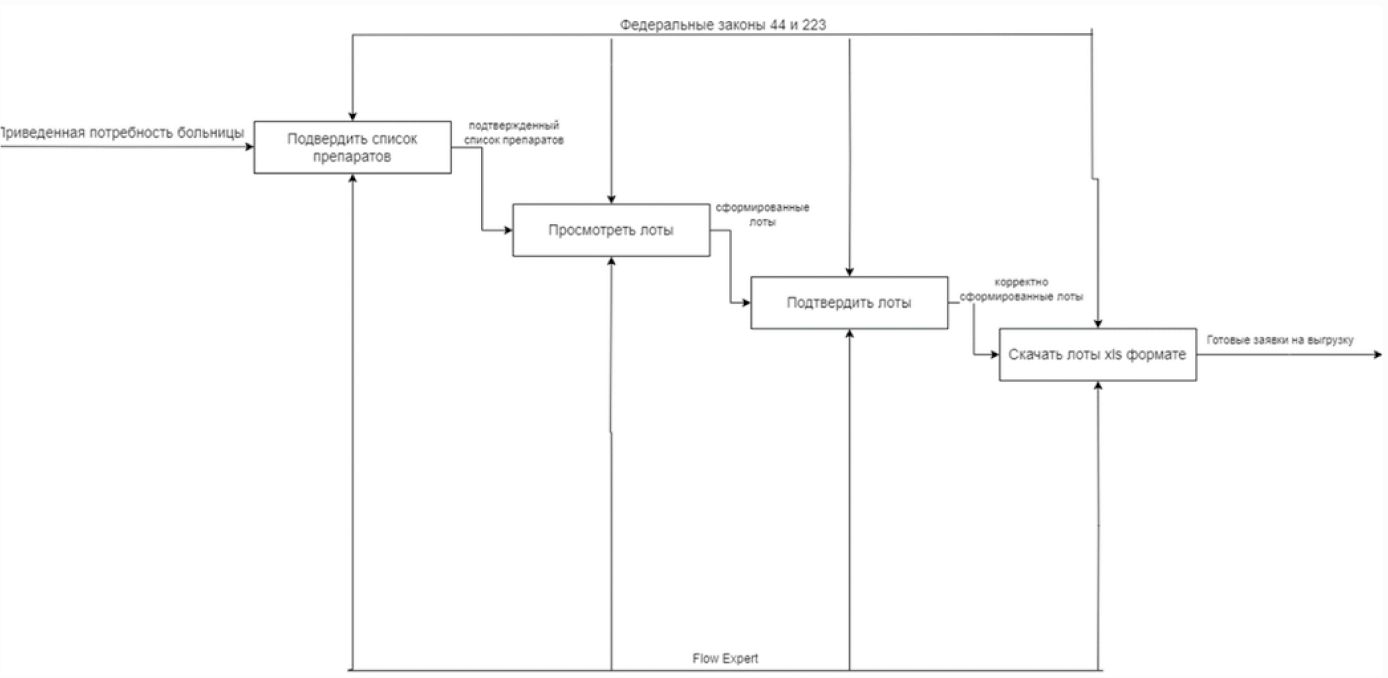 Федеральные законы 44 и 223
Приведенная потребность больницы
Подвердить список
препаратов
подтвержденный
список препаратов
Просмотреть лоты
сформированные
лоты
Подтвердить лоты
корректно
сформированные лоты
Скачать лоты xls формате
Готовые заявки на выгрузку
Flow Expert